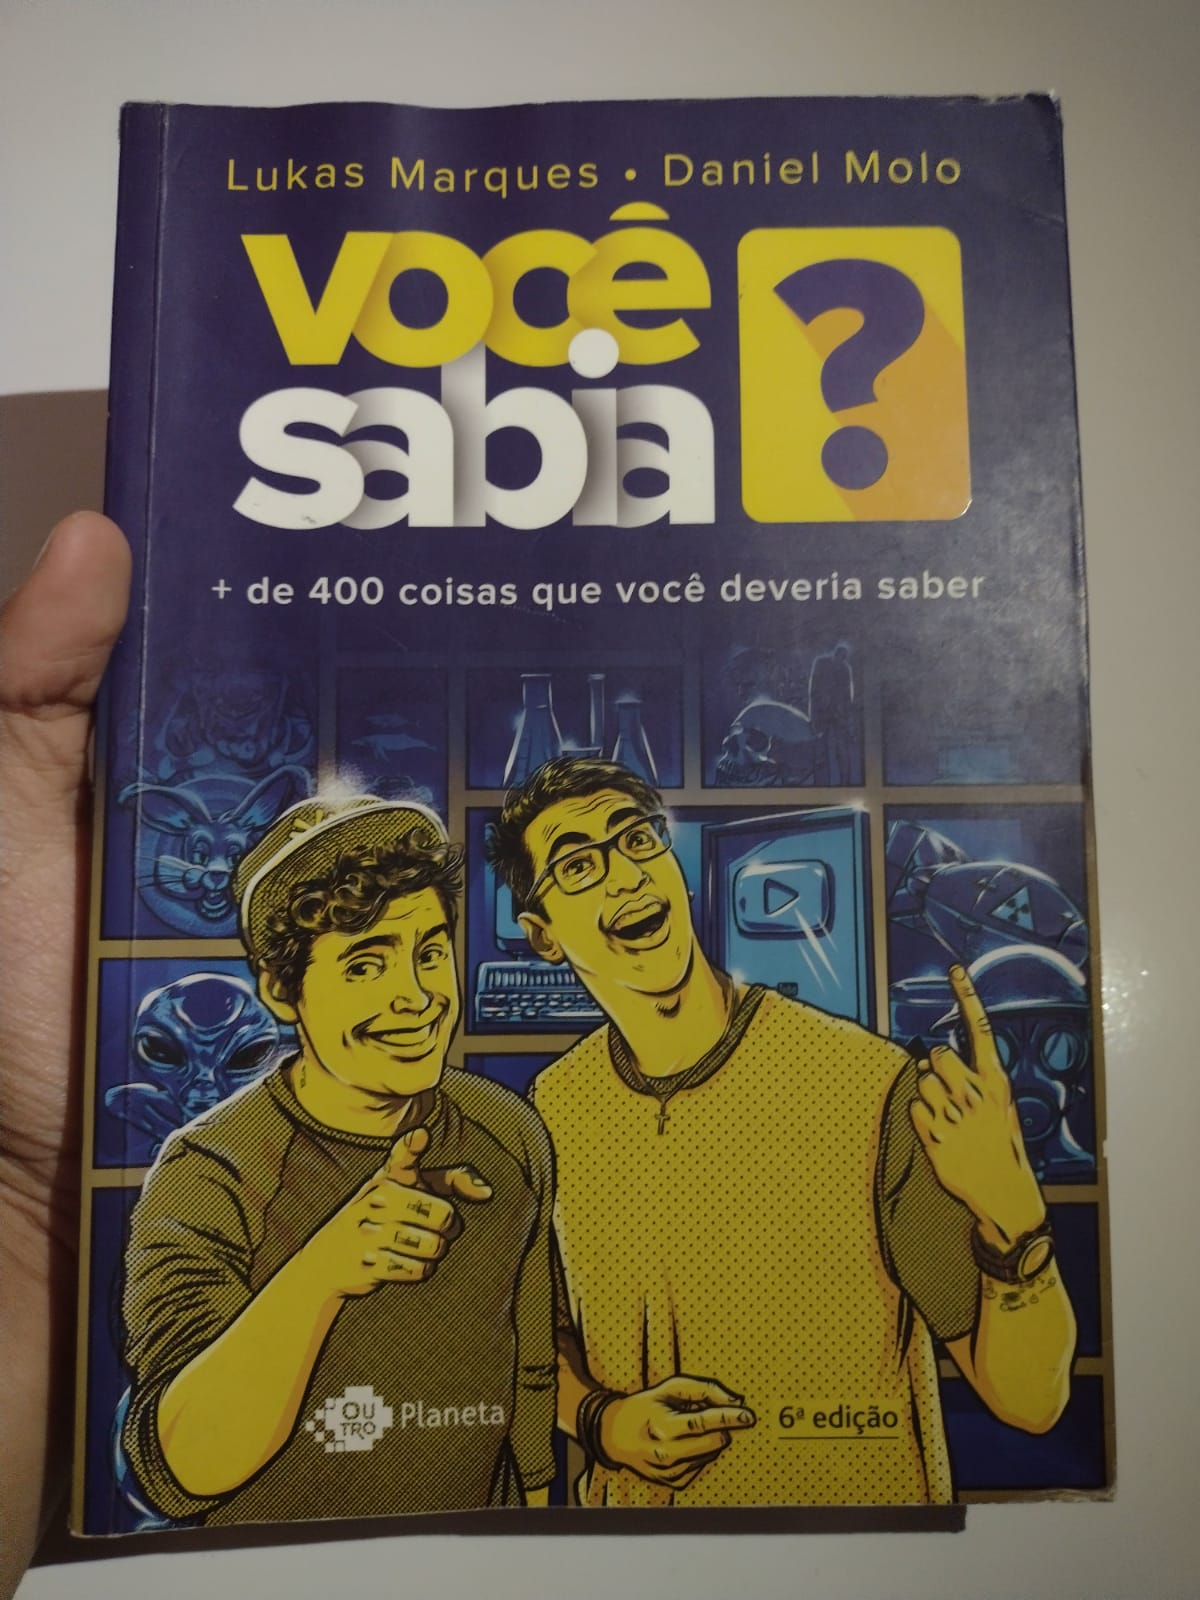 Lukas Marques • Daniel Molo
você
sabia
?
+ de 400 coisas que você deveria saber
OU
TRO
Planeta
6ª edição